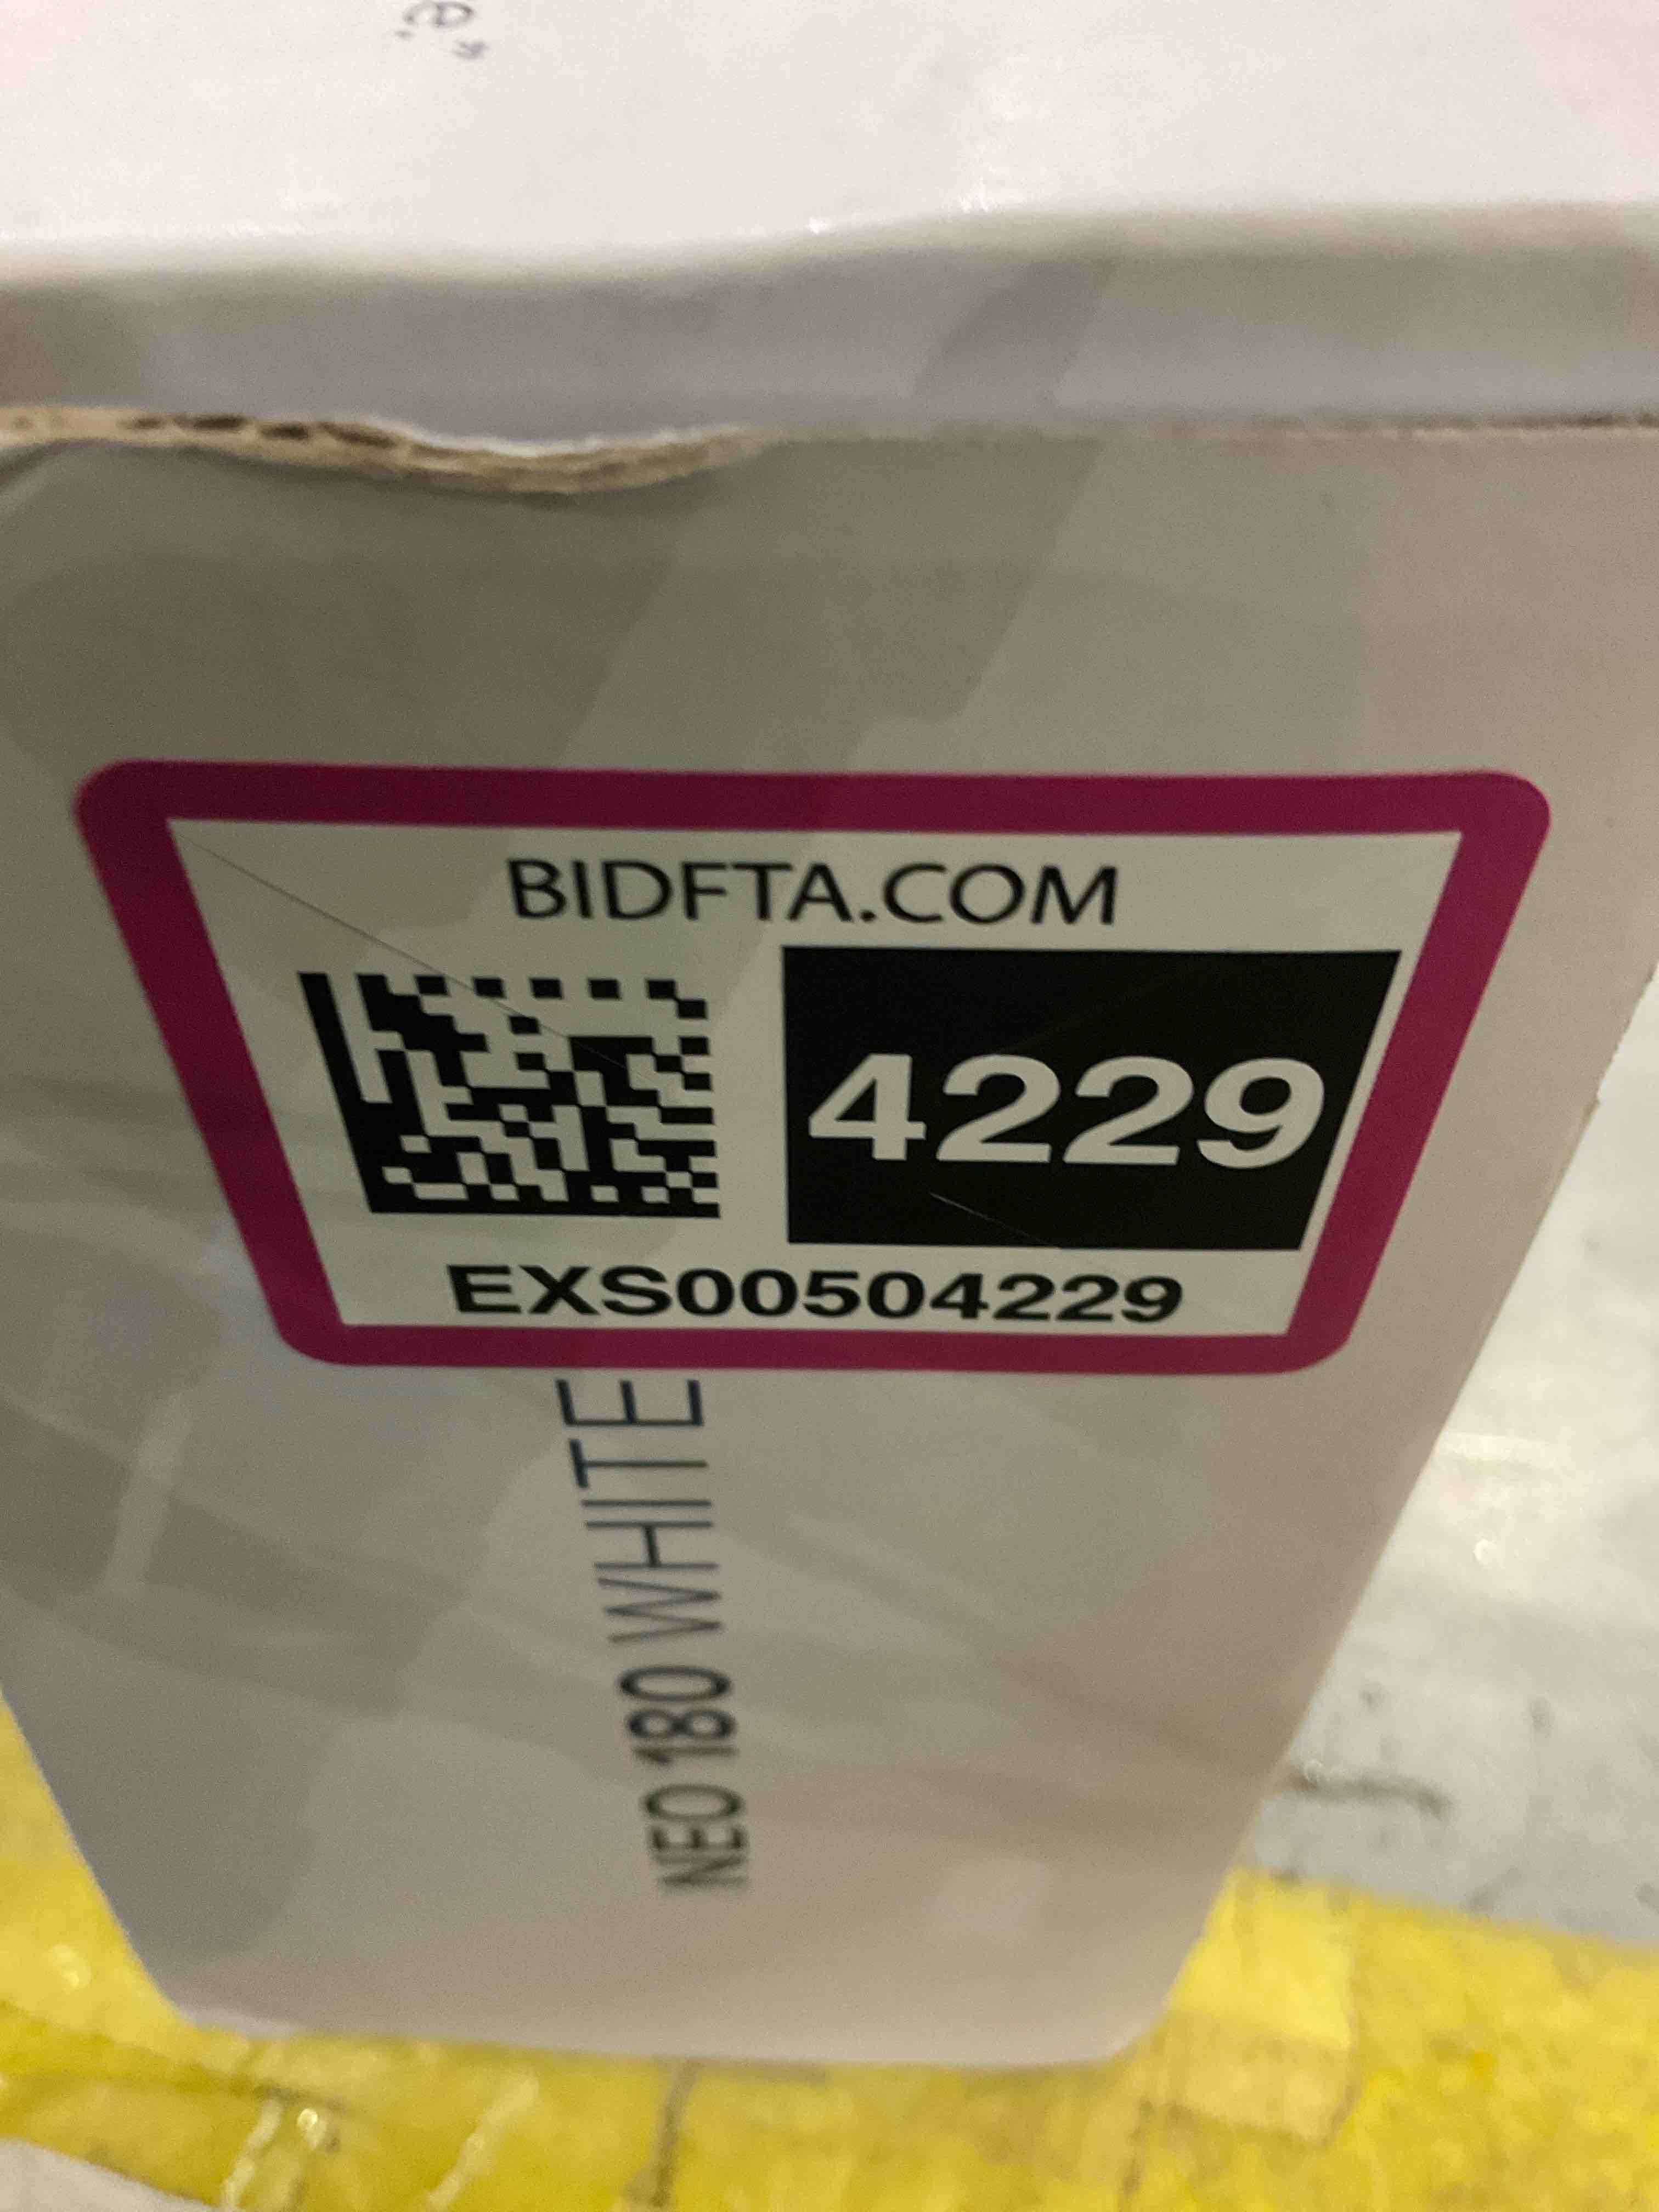 e."
BIDFTA.COM
4229
EXS00504229
NEO 180 WHITE